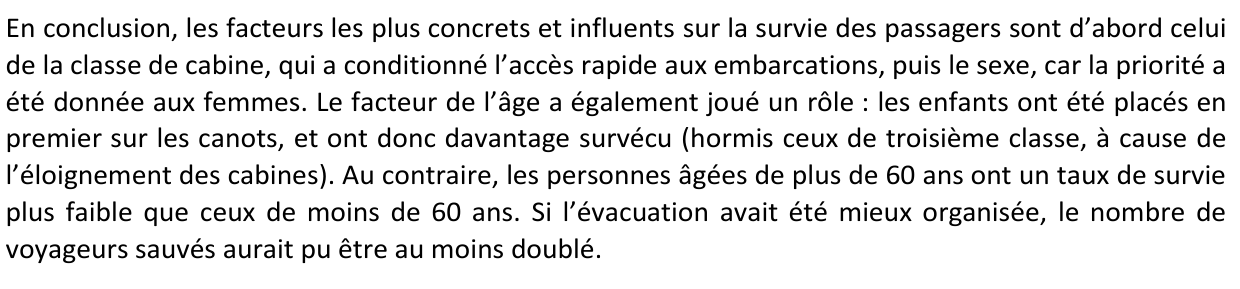 En conclusion, les facteurs les plus concrets et influents sur la survie des passagers sont d’abord celui
de la classe de cabine, qui a conditionné l’accès rapide aux embarcations, puis le sexe, car la priorité a
été donnée aux femmes. Le facteur de l’âge a également joué un rôle : les enfants ont été placés en
premier sur les canots, et ont donc davantage survécu (hormis ceux de troisième classe, à cause de
l’éloignement des cabines). Au contraire, les personnes âgées de plus de 60 ans ont un taux de survie
plus faible que ceux de moins de 60 ans. Si l’évacuation avait été mieux organisée, le nombre de
voyageurs sauvés aurait pu être au moins doublé.